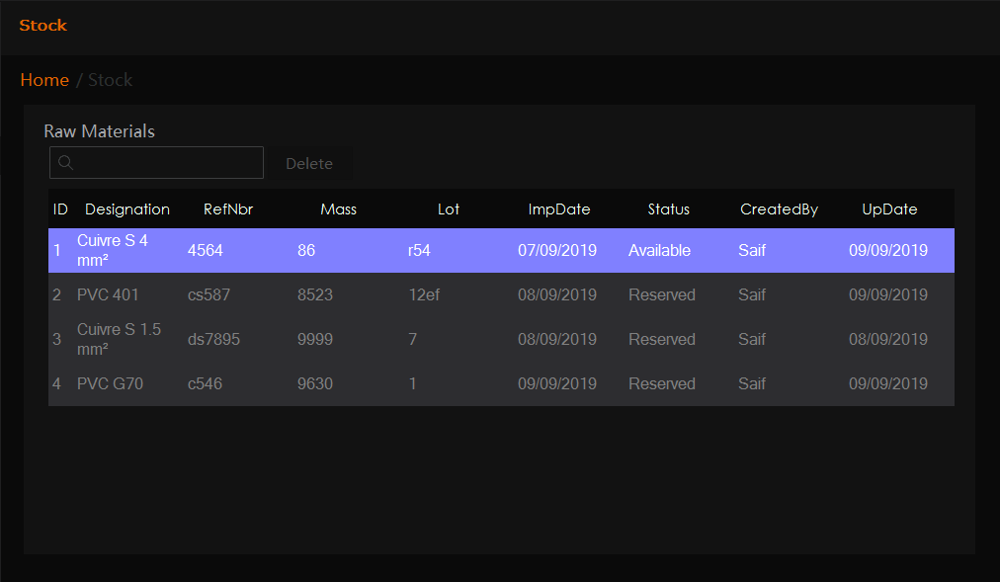 Stock
Home / Stock
Raw Materials
Delete
ID Designation RefNbr Mass Lot ImpDate Status CreatedBy UpDate
1 Cuivre S 4 mm² 4564 86 r54 07/09/2019 Available Saif 09/09/2019
2 PVC 401 cs587 8523 12ef 08/09/2019 Reserved Saif 09/09/2019
3 Cuivre S 1.5 mm² ds7895 9999 7 08/09/2019 Reserved Saif 08/09/2019
4 PVC G70 c546 9630 1 09/09/2019 Reserved Saif 09/09/2019